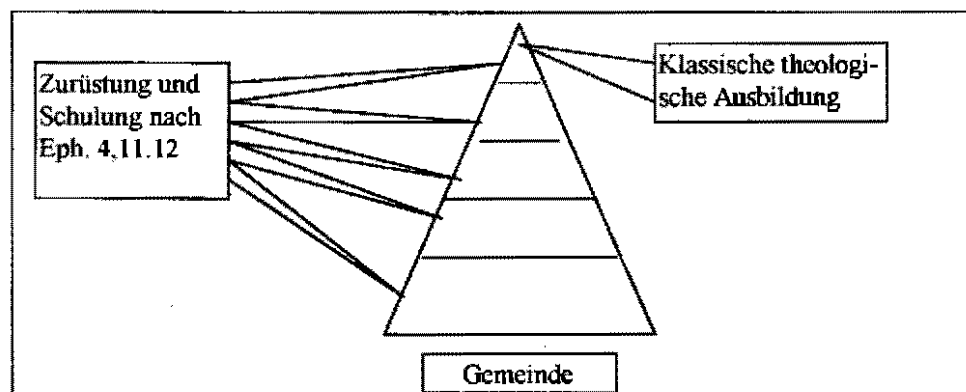 Zurüstung und
Schulung nach
Eph. 4,11.12
Klassische theologi-
sche Ausbildung
Gemeinde